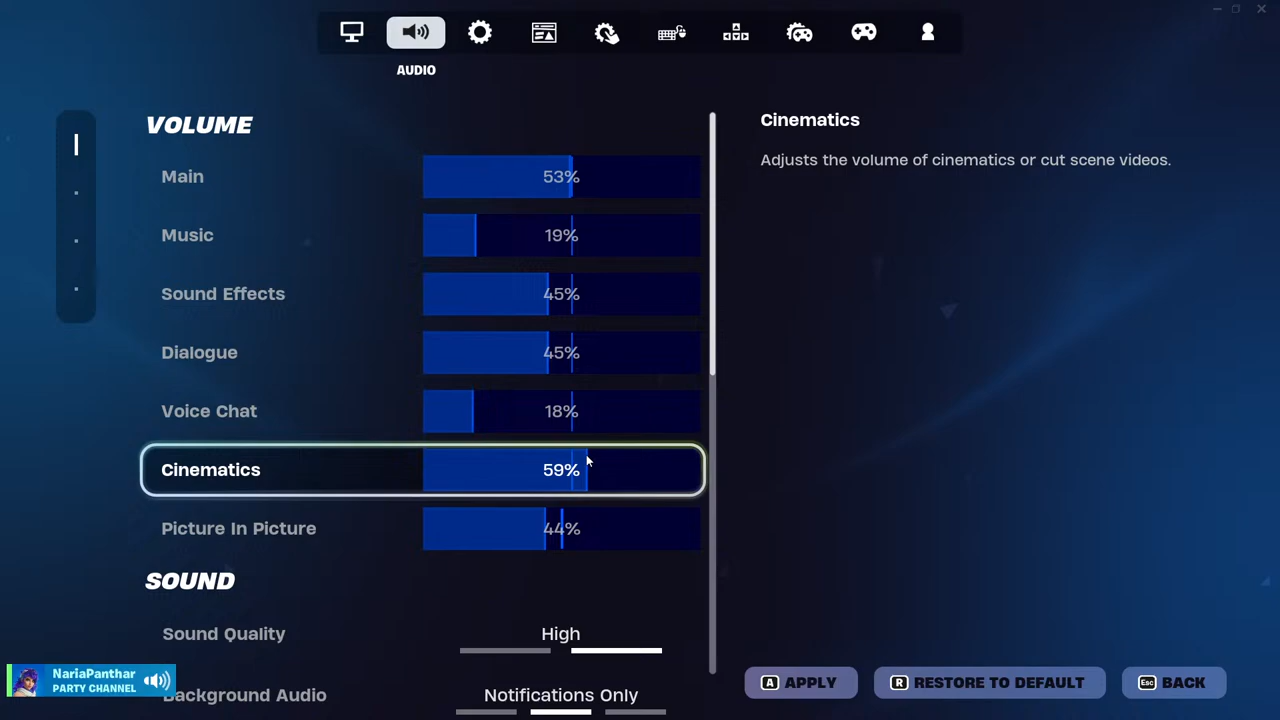 AUDIO
VOLUME
Main 53%
Music 19%
Sound Effects 45%
Dialogue 45%
Voice Chat 18%
Cinematics 59%
Picture In Picture 44%
SOUND
Sound Quality High
Background Audio Notifications Only
Cinematics
Adjusts the volume of cinematics or cut scene videos.
NariaPanthar
PARTY CHANNEL
A APPLY R RESTORE TO DEFAULT Esc BACK